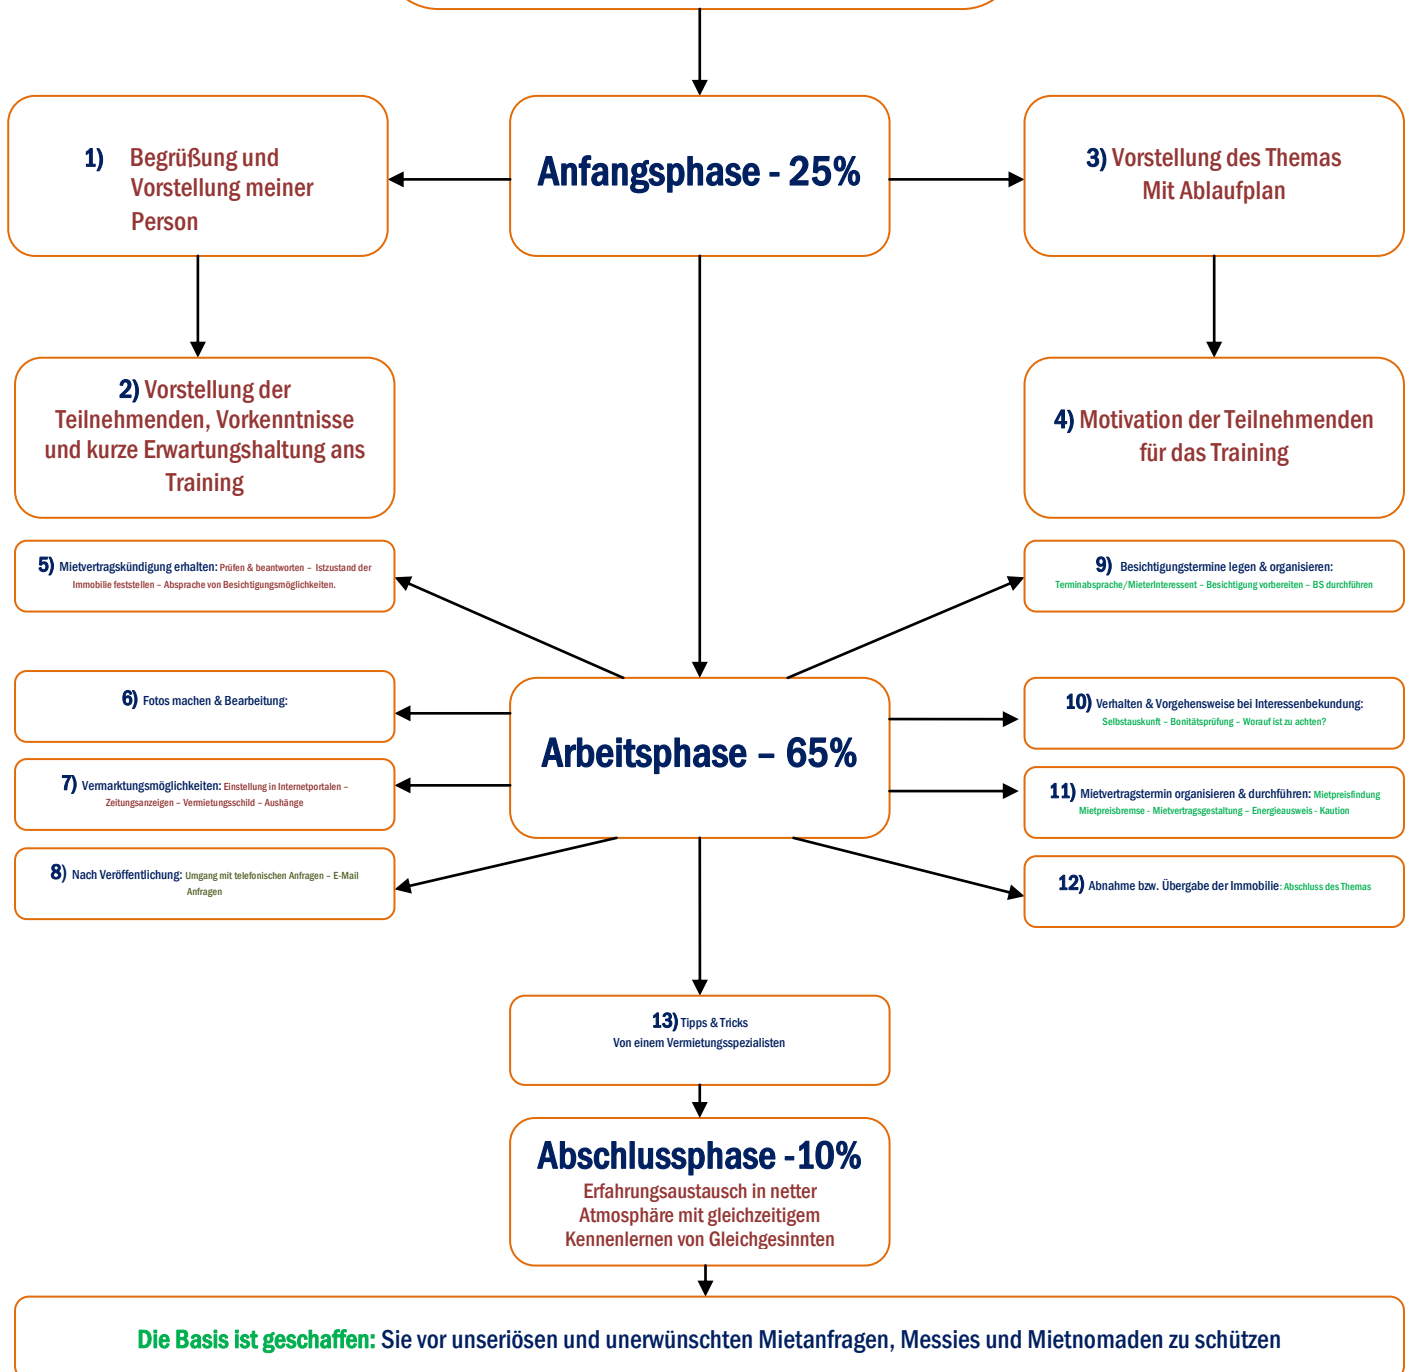 Anfangsphase - 25%
1) Begrüßung und
Vorstellung meiner
Person
2) Vorstellung der
Teilnehmenden, Vorkenntnisse
und kurze Erwartungshaltung ans
Training
3) Vorstellung des Themas
Mit Ablaufplan
4) Motivation der Teilnehmenden
für das Training
Arbeitsphase – 65%
5) Mietvertragskündigung erhalten: Prüfen & beantworten – Istzustand der
Immobilie feststellen – Absprache von Besichtigungsmöglichkeiten.
6) Fotos machen & Bearbeitung:
7) Vermarktungsmöglichkeiten: Einstellung in Internetportalen –
Zeitungsanzeigen – Vermietungsschild – Aushänge
8) Nach Veröffentlichung: Umgang mit telefonischen Anfragen – E-Mail
Anfragen
9) Besichtigungstermine legen & organisieren:
Terminabsprache/MieterInteressent – Besichtigung vorbereiten – BS durchführen
10) Verhalten & Vorgehensweise bei Interessenbekundung:
Selbstauskunft – Bonitätsprüfung – Worauf ist zu achten?
11) Mietvertragstermin organisieren & durchführen: Mietpreisfindung
Mietpreisbremse - Mietvertragsgestaltung – Energieausweis - Kaution
12) Abnahme bzw. Übergabe der Immobilie: Abschluss des Themas
13) Tipps & Tricks
Von einem Vermietungsspezialisten
Abschlussphase -10%
Erfahrungsaustausch in netter
Atmosphäre mit gleichzeitigem
Kennenlernen von Gleichgesinnten
Die Basis ist geschaffen: Sie vor unseriösen und unerwünschten Mietanfragen, Messies und Mietnomaden zu schützen